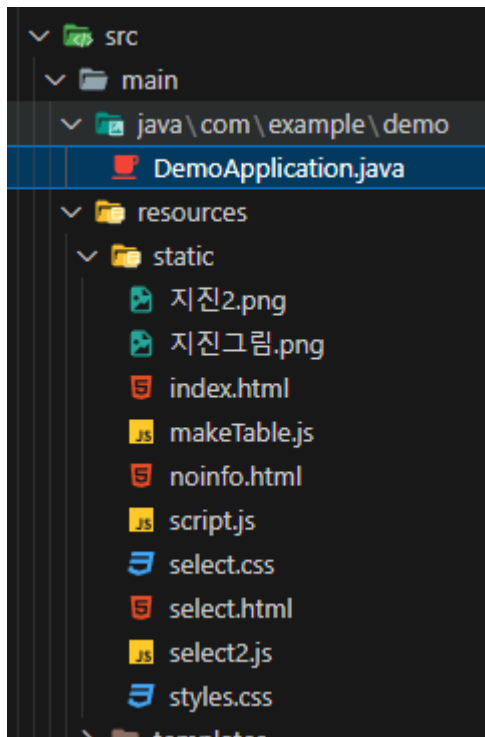 src
main
java\com\example\demo
DemoApplication.java
resources
static
지진2.png
지진그림.png
index.html
makeTable.js
noinfo.html
script.js
select.css
select.html
select2.js
styles.css
templates